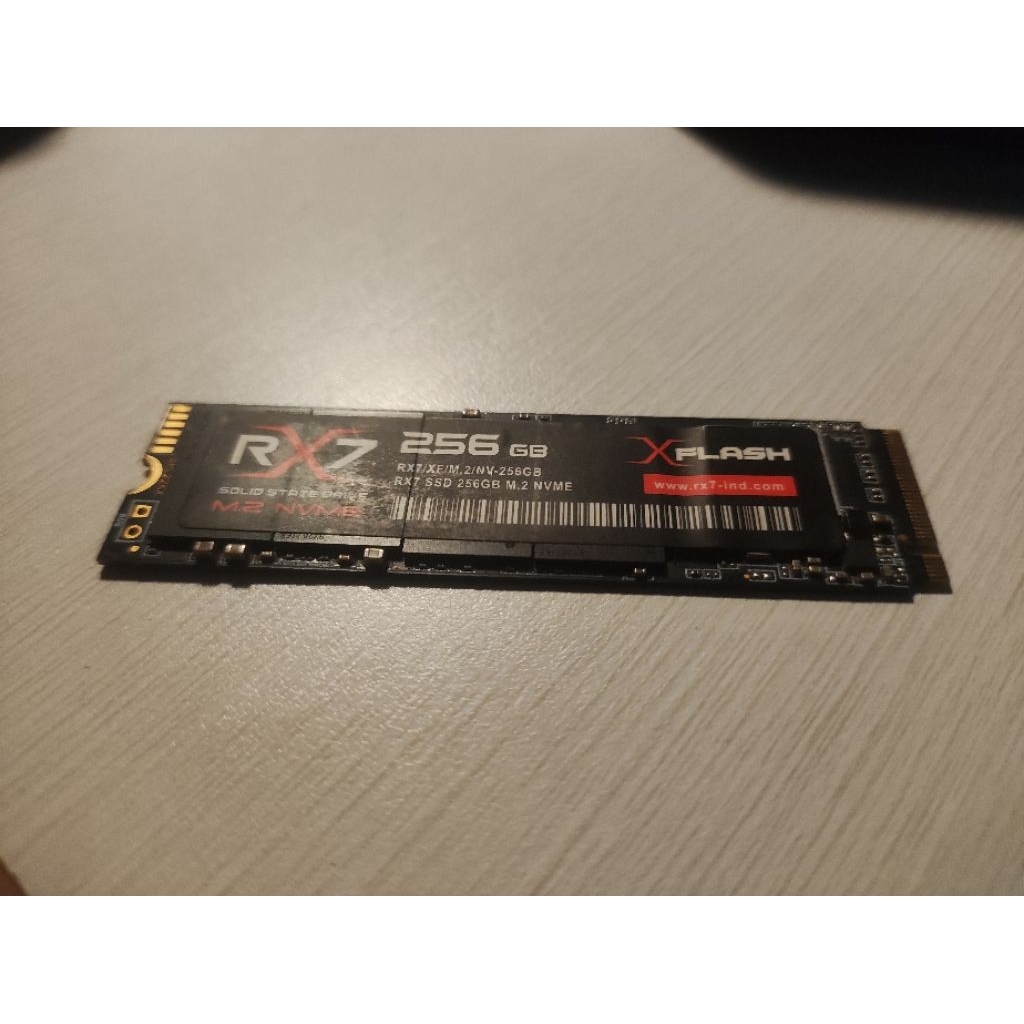 RX7
SOLID STATE DRIVE
M.2 NVME
256 GB
RX7/XF/M.2/NV-256GB
RX7 SSD 256GB M.2 NVME
XFLASH
www.rx7-ind.com